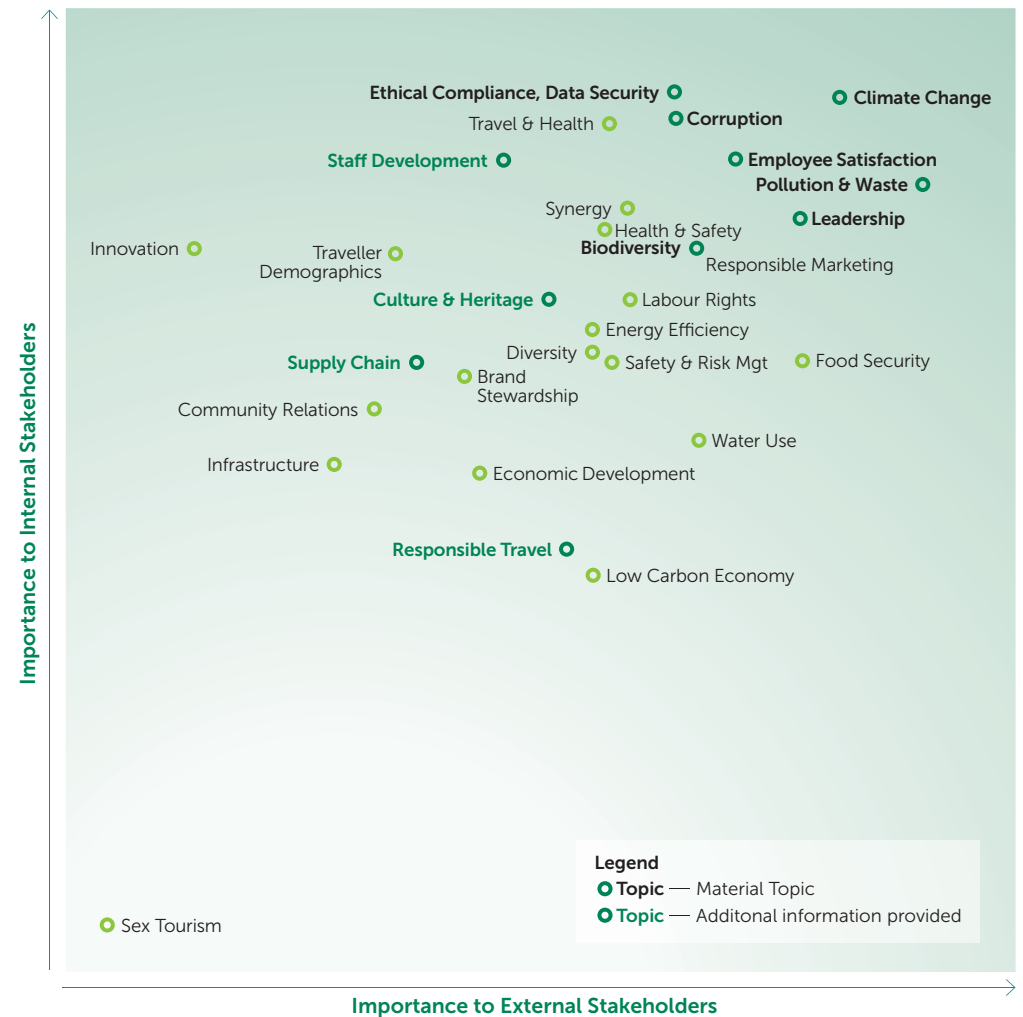 Ethical Compliance, Data Security
Climate Change
Corruption
Travel & Health
Staff Development
Employee Satisfaction
Pollution & Waste
Synergy
Leadership
Health & Safety
Innovation
Traveller
Demographics
Biodiversity
Responsible Marketing
Culture & Heritage
Labour Rights
Energy Efficiency
Diversity
Supply Chain
Safety & Risk Mgt
Food Security
Brand
Stewardship
Community Relations
Water Use
Infrastructure
Economic Development
Responsible Travel
Low Carbon Economy
Sex Tourism
Legend
Topic — Material Topic
Topic — Additonal information provided
Importance to Internal Stakeholders
Importance to External Stakeholders